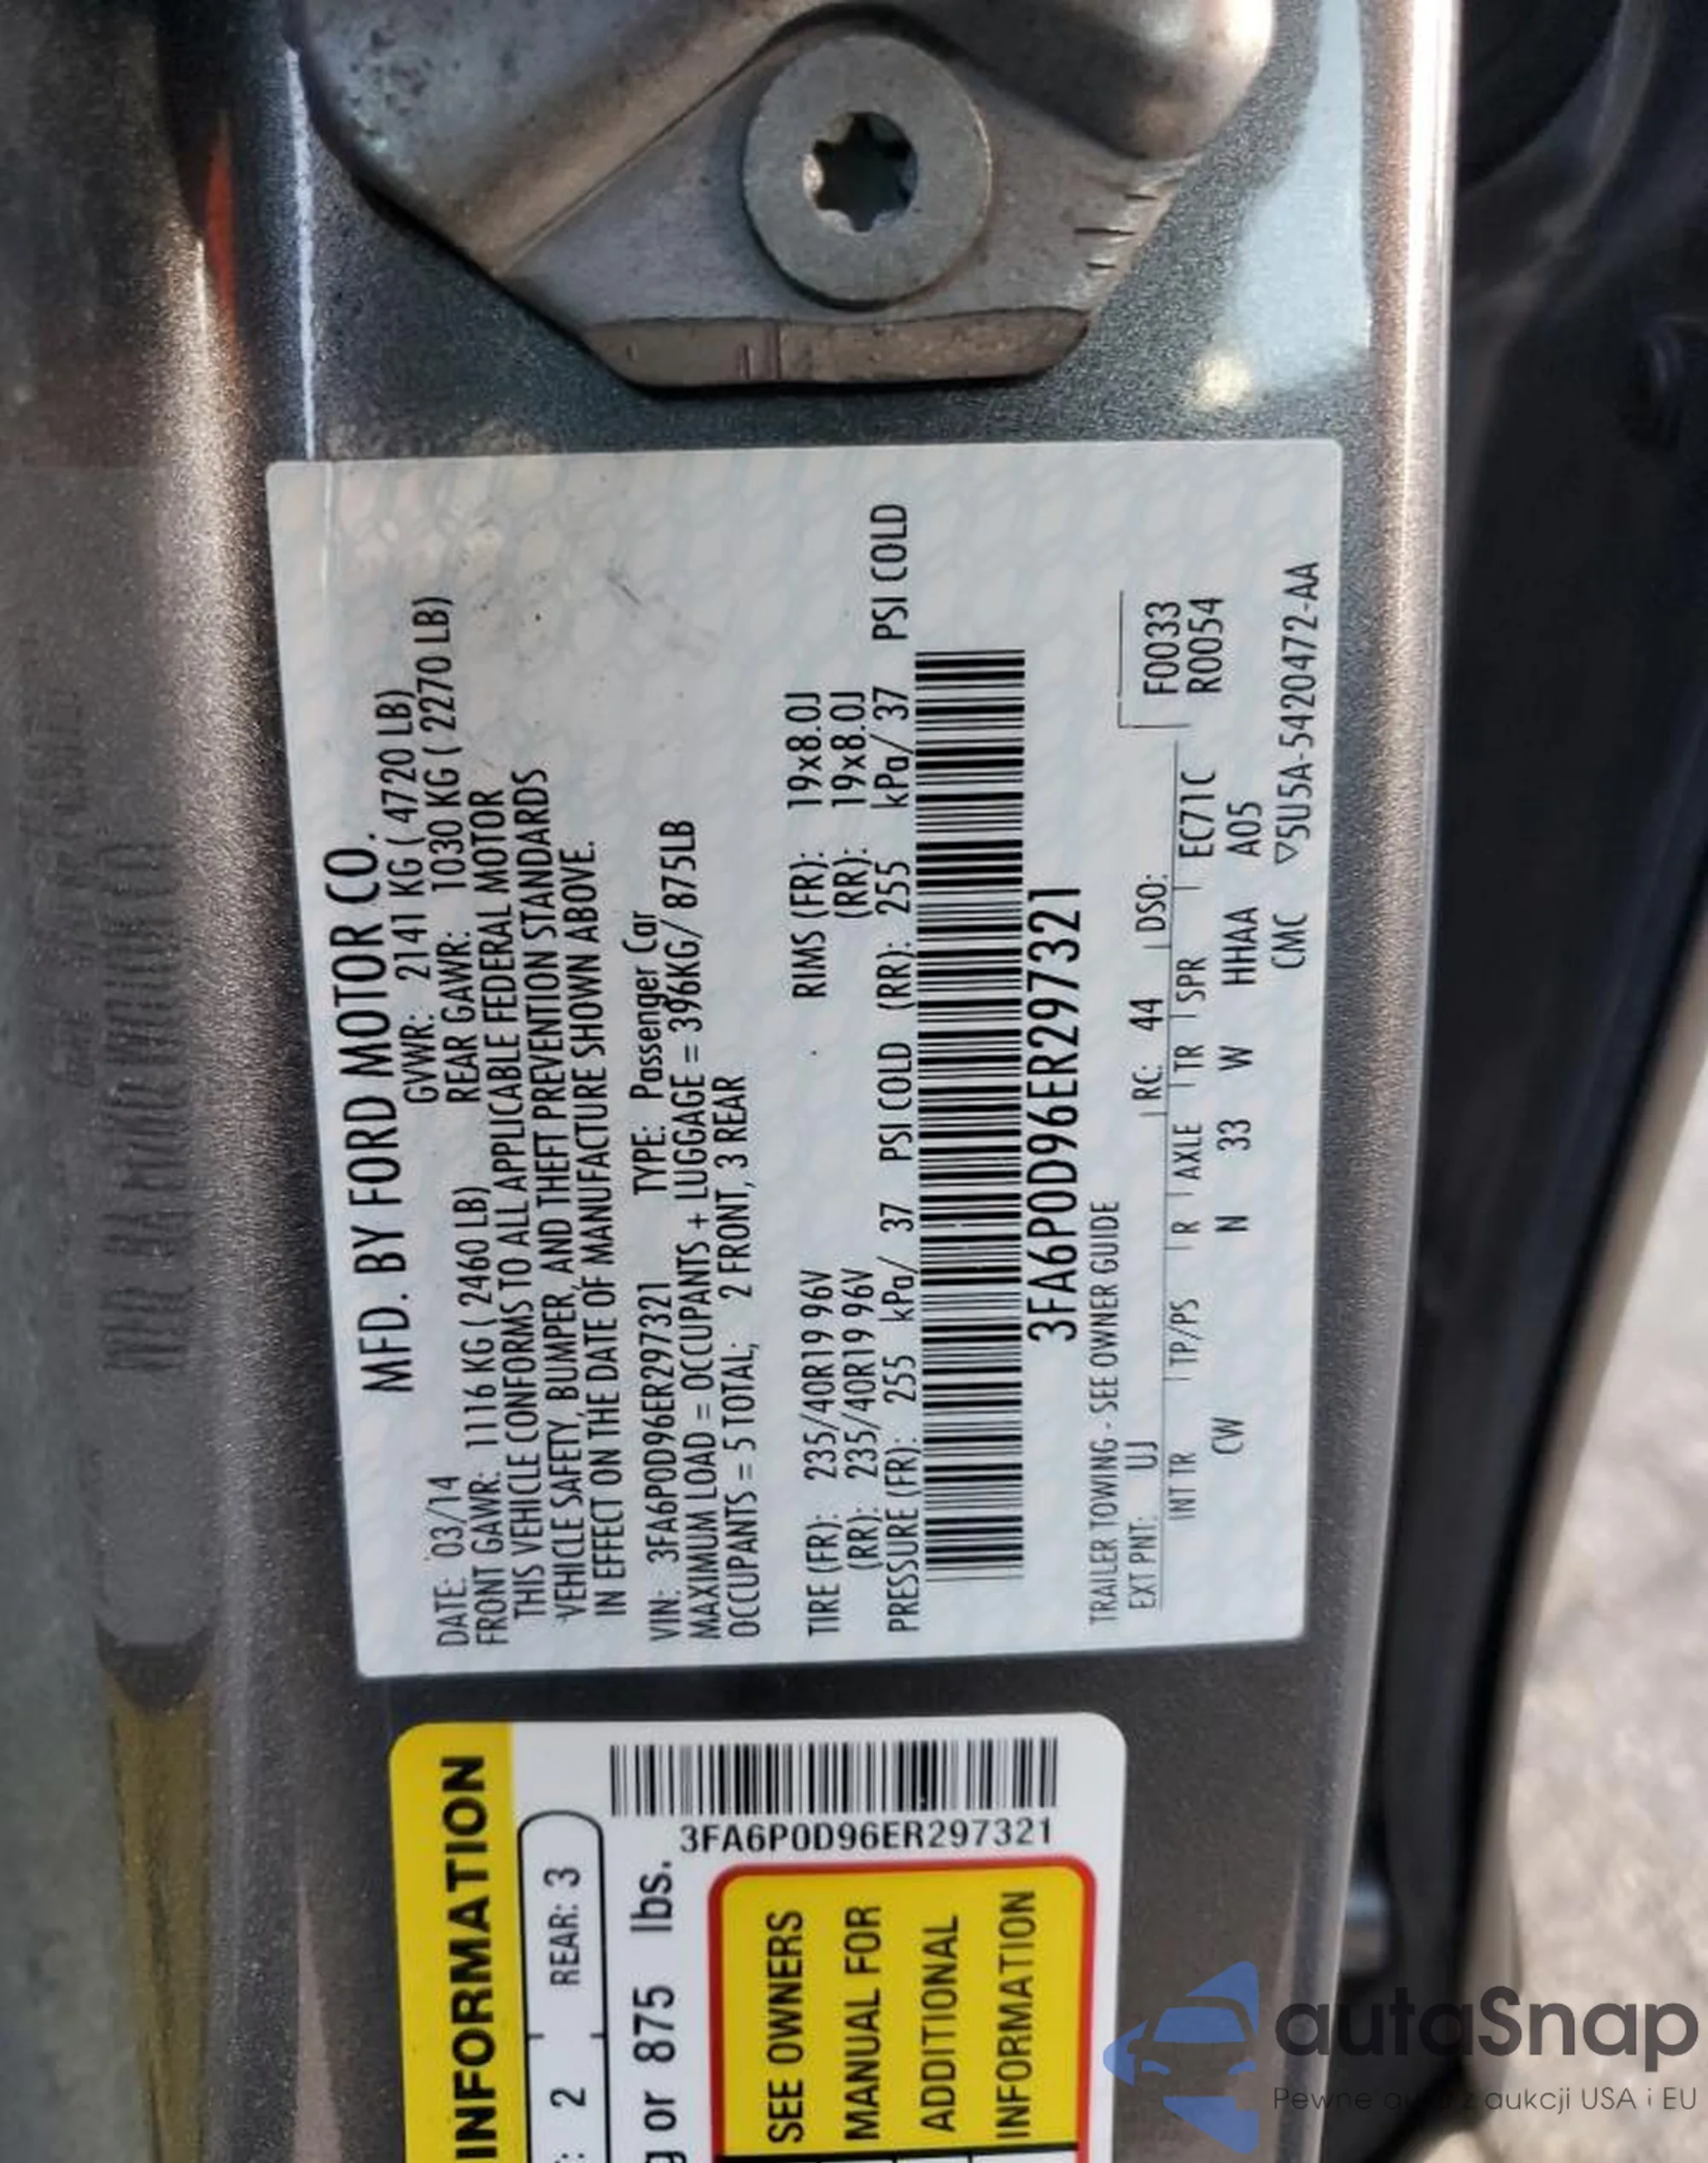 MFD. BY FORD MOTOR CO.
DATE: 03/14 GVWR: 2141 KG ( 4720 LB)
FRONT GAWR: 1116 KG ( 2460 LB) REAR GAWR: 1030 KG ( 2270 LB)
THIS VEHICLE CONFORMS TO ALL APPLICABLE FEDERAL MOTOR
VEHICLE SAFETY, BUMPER, AND THEFT PREVENTION STANDARDS
IN EFFECT ON THE DATE OF MANUFACTURE SHOWN ABOVE.
VIN: 3FA6P0D96ER297321 TYPE: Passenger Car
MAXIMUM LOAD = OCCUPANTS + LUGGAGE = 396KG/ 875LB
OCCUPANTS = 5 TOTAL; 2 FRONT, 3 REAR
TIRE (FR): 235/40R19 96V RIMS (FR): 19x8.0J
(RR): 235/40R19 96V (RR): 19x8.0J
PRESSURE (FR): 255 kPa/ 37 PSI COLD (RR): 255 kPa/ 37 PSI COLD
3FA6P0D96ER297321
TRAILER TOWING - SEE OWNER GUIDE
EXT PNT: UJ RC: 44 DSO: F0033
INT TR TP/PS R AXLE TR SPR EC71C R0054
CW N 33 W HHAA A05
CMC ▽5U5A-5420472-AA
INFORMATION
: 2 REAR: 3
g or 875 lbs.
3FA6P0D96ER297321
SEE OWNERS
MANUAL FOR
ADDITIONAL
INFORMATION
autaSnap
Pewne auta z aukcji USA i EU